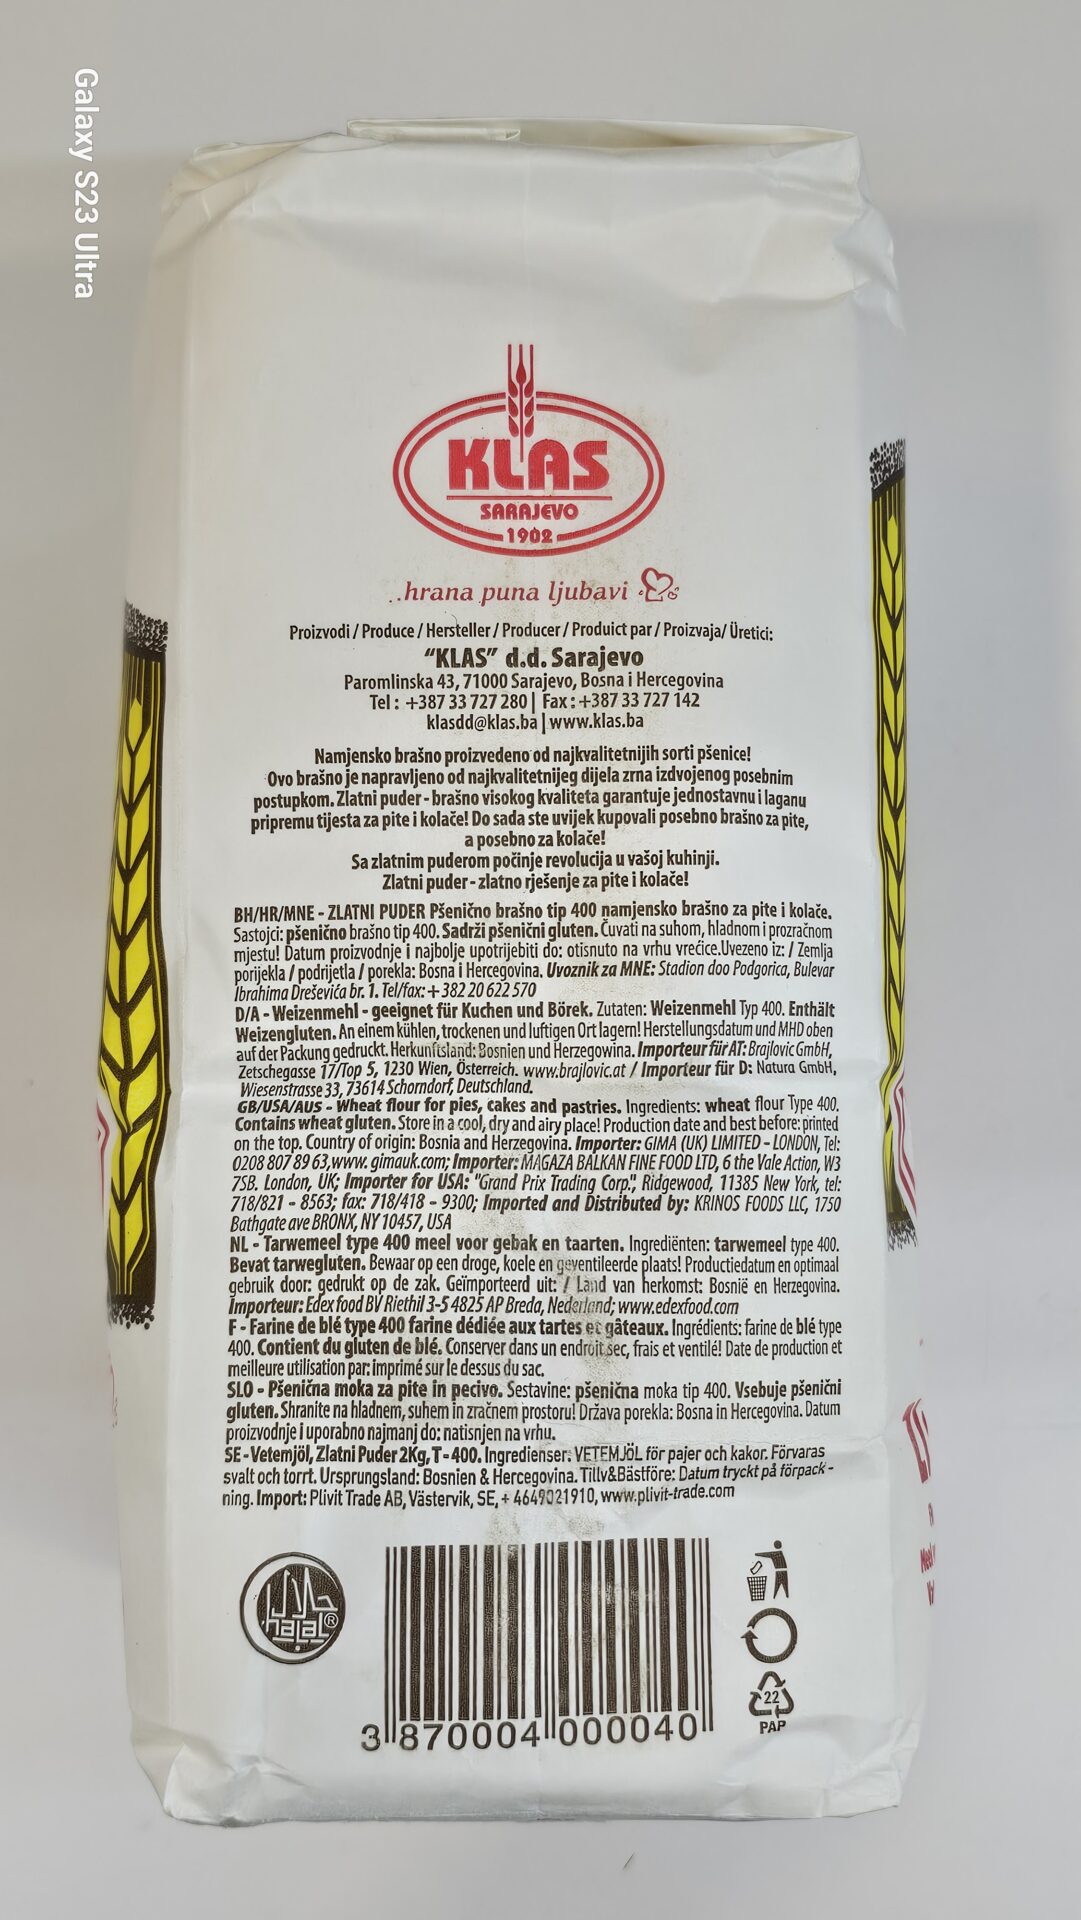 Galaxy S23 Ultra
KLAS
SARAJEVO
1902
..hrana puna ljubavi
Proizvodi / Produce / Hersteller / Producer / Produict par / Proizvaja/ Üretici:
“KLAS” d.d. Sarajevo
Paromlinska 43, 71000 Sarajevo, Bosna i Hercegovina
Tel : +387 33 727 280 | Fax : +387 33 727 142
klasdd@klas.ba | www.klas.ba
Namjensko brašno proizvedeno od najkvalitetnijih sorti pšenice!
Ovo brašno je napravljeno od najkvalitetnijeg dijela zrna izdvojenog posebnim
postupkom. Zlatni puder - brašno visokog kvaliteta garantuje jednostavnu i laganu
pripremu tijesta za pite i kolače! Do sada ste uvijek kupovali posebno brašno za pite,
a posebno za kolače!
Sa zlatnim puderom počinje revolucija u vašoj kuhinji.
Zlatni puder - zlatno rješenje za pite i kolače!
BH/HR/MNE - ZLATNI PUDER Pšenično brašno tip 400 namjensko brašno za pite i kolače.
Sastojci: pšenično brašno tip 400. Sadrži pšenični gluten. Čuvati na suhom, hladnom i prozračnom
mjestu! Datum proizvodnje i najbolje upotrijebiti do: otisnuto na vrhu vrećice.Uvezeno iz: / Zemlja
porijekla / podrijetla / porekla: Bosna i Hercegovina. Uvoznik za MNE: Stadion doo Podgorica, Bulevar
Ibrahima Dreševića br. 1. Tel/fax: + 382 20 622 570
D/A - Weizenmehl - geeignet für Kuchen und Börek. Zutaten: Weizenmehl Typ 400. Enthält
Weizengluten. An einem kühlen, trockenen und luftigen Ort lagern! Herstellungsdatum und MHD oben
auf der Packung gedruckt. Herkunftsland: Bosnien und Herzegowina. Importeur für AT: Brajlovic GmbH,
Zetschegasse 17/Top 5, 1230 Wien, Österreich. www.brajlovic.at / Importeur für D: Natura GmbH,
Wiesenstrasse 33, 73614 Schorndorf, Deutschland.
GB/USA/AUS - Wheat flour for pies, cakes and pastries. Ingredients: wheat flour Type 400.
Contains wheat gluten. Store in a cool, dry and airy place! Production date and best before: printed
on the top. Country of origin: Bosnia and Herzegovina. Importer: GIMA (UK) LIMITED - LONDON, Tel:
0208 807 89 63,www. gimauk.com; Importer: MAGAZA BALKAN FINE FOOD LTD, 6 the Vale Action, W3
7SB. London, UK; Importer for USA: "Grand Prix Trading Corp.", Ridgewood, 11385 New York, tel:
718/821 - 8563; fax: 718/418 - 9300; Imported and Distributed by: KRINOS FOODS LLC, 1750
Bathgate ave BRONX, NY 10457, USA
NL - Tarwemeel type 400 meel voor gebak en taarten. Ingrediënten: tarwemeel type 400.
Bevat tarwegluten. Bewaar op een droge, koele en geventileerde plaats! Productiedatum en optimaal
gebruik door: gedrukt op de zak. Geïmporteerd uit: / Land van herkomst: Bosnië en Herzegovina.
Importeur: Edex food BV Riethil 3-5 4825 AP Breda, Nederland; www.edexfood.com
F - Farine de blé type 400 farine dédiée aux tartes et gâteaux. Ingrédients: farine de blé type
400. Contient du gluten de blé. Conserver dans un endroit sec, frais et ventilé! Date de production et
meilleure utilisation par: imprimé sur le dessus du sac.
SLO - Pšenična moka za pite in pecivo. Sestavine: pšenična moka tip 400. Vsebuje pšenični
gluten. Shranite na hladnem, suhem in zračnem prostoru! Država porekla: Bosna in Hercegovina. Datum
proizvodnje i uporabno najmanj do: natisnjen na vrhu.
SE - Vetemjöl, Zlatni Puder 2Kg, T - 400. Ingredienser: VETEMJÖL för pajer och kakor. Förvaras
svalt och torrt. Ursprungsland: Bosnien & Hercegovina. Tillv&Bästföre: Datum tryckt på förpack -
ning. Import: Plivit Trade AB, Västervik, SE, + 4649021910, www.plivit-trade.com
حلال
halal®
3 870004 000040
22
PAP